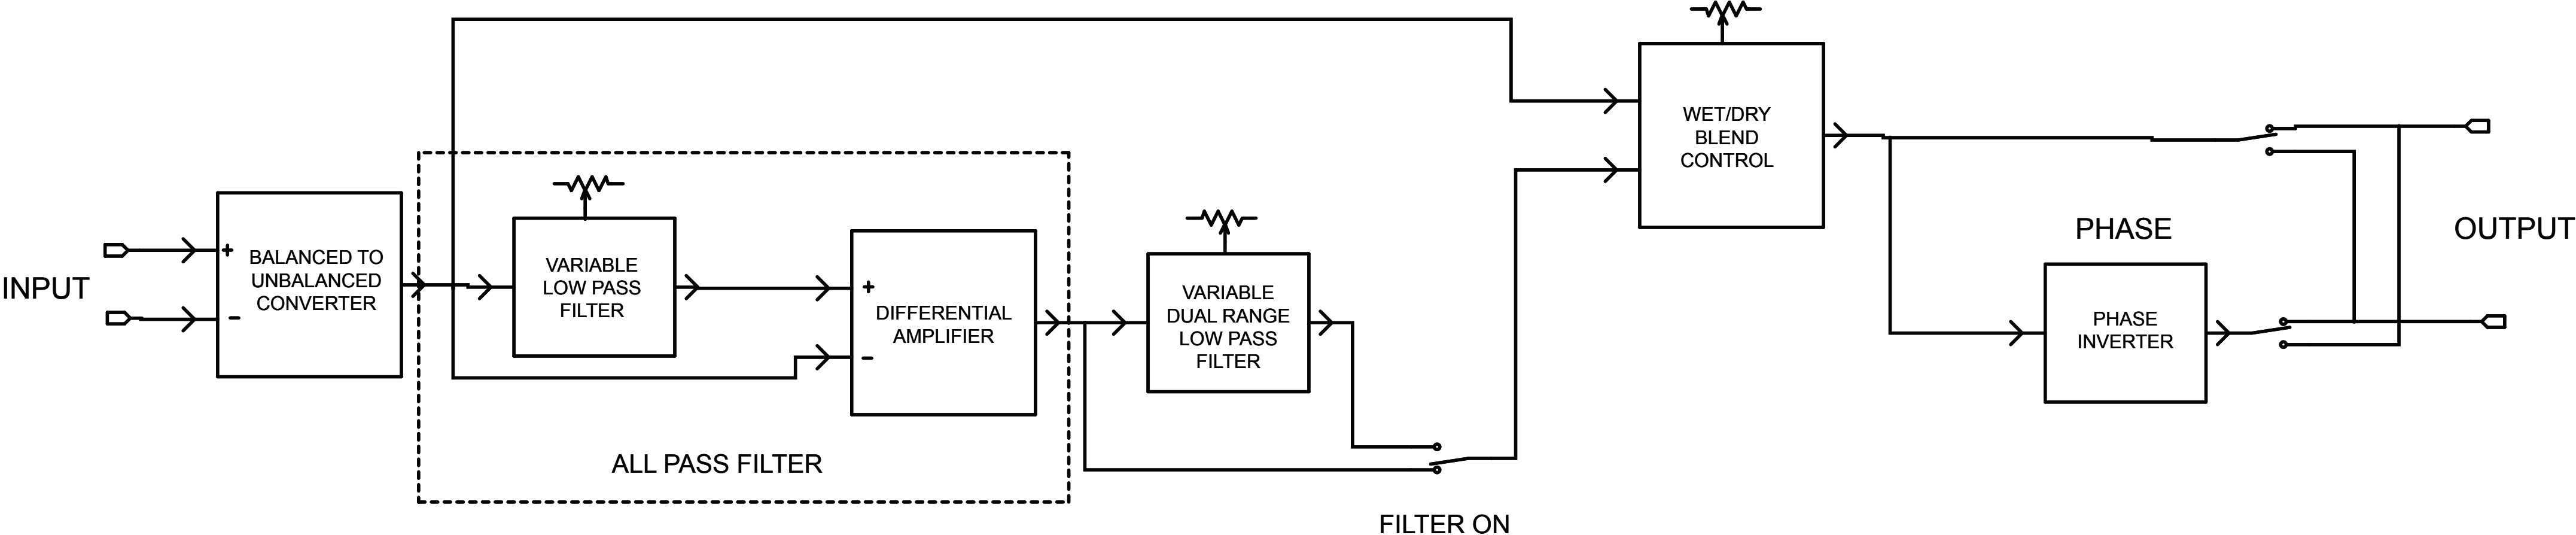 INPUT
+
−
BALANCED TO
UNBALANCED
CONVERTER
VARIABLE
LOW PASS
FILTER
+
−
DIFFERENTIAL
AMPLIFIER
ALL PASS FILTER
VARIABLE
DUAL RANGE
LOW PASS
FILTER
FILTER ON
WET/DRY
BLEND
CONTROL
PHASE
PHASE
INVERTER
OUTPUT